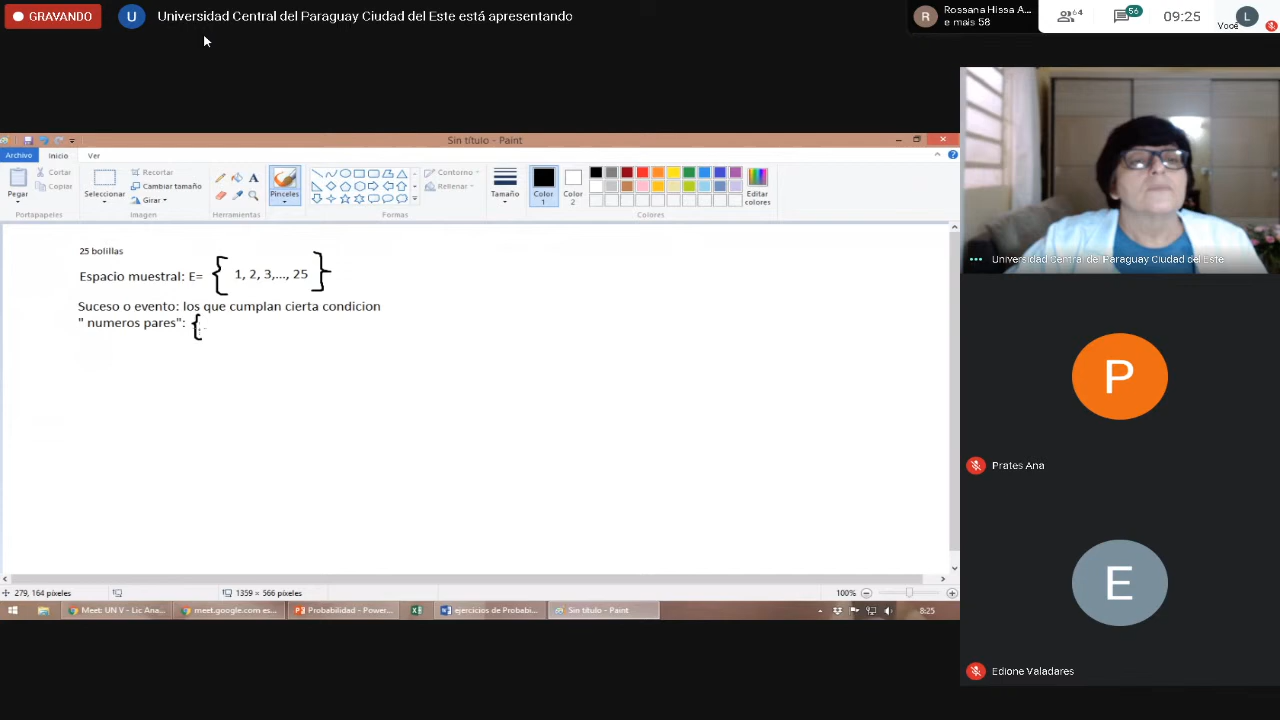 GRAVANDO
U
Universidad Central del Paraguay Ciudad del Este está apresentando
R
Rossana Hissa A...
e mais 58
64
56
09:25
Você
L
Sin título - Paint
Archivo
Inicio
Ver
Pegar
Cortar
Copiar
Portapapeles
Seleccionar
Recortar
Cambiar tamaño
Girar
Imagen
A
Herramientas
Pinceles
Formas
Contorno
Rellenar
Tamaño
Color
1
Color
2
Editar
colores
Colores
25 bolillas
Espacio muestral: E= { 1, 2, 3,..., 25 }
Suceso o evento: los que cumplan cierta condicion
" numeros pares": {
Universidad Central del Paraguay Ciudad del Este
P
Prates Ana
E
Edione Valadares
279, 164 píxeles
1359 × 566 píxeles
100%
Meet: UN V - Lic Ana...
meet.google.com es...
Probabilidad - Power...
ejercicios de Probabi...
Sin título - Paint
8:25